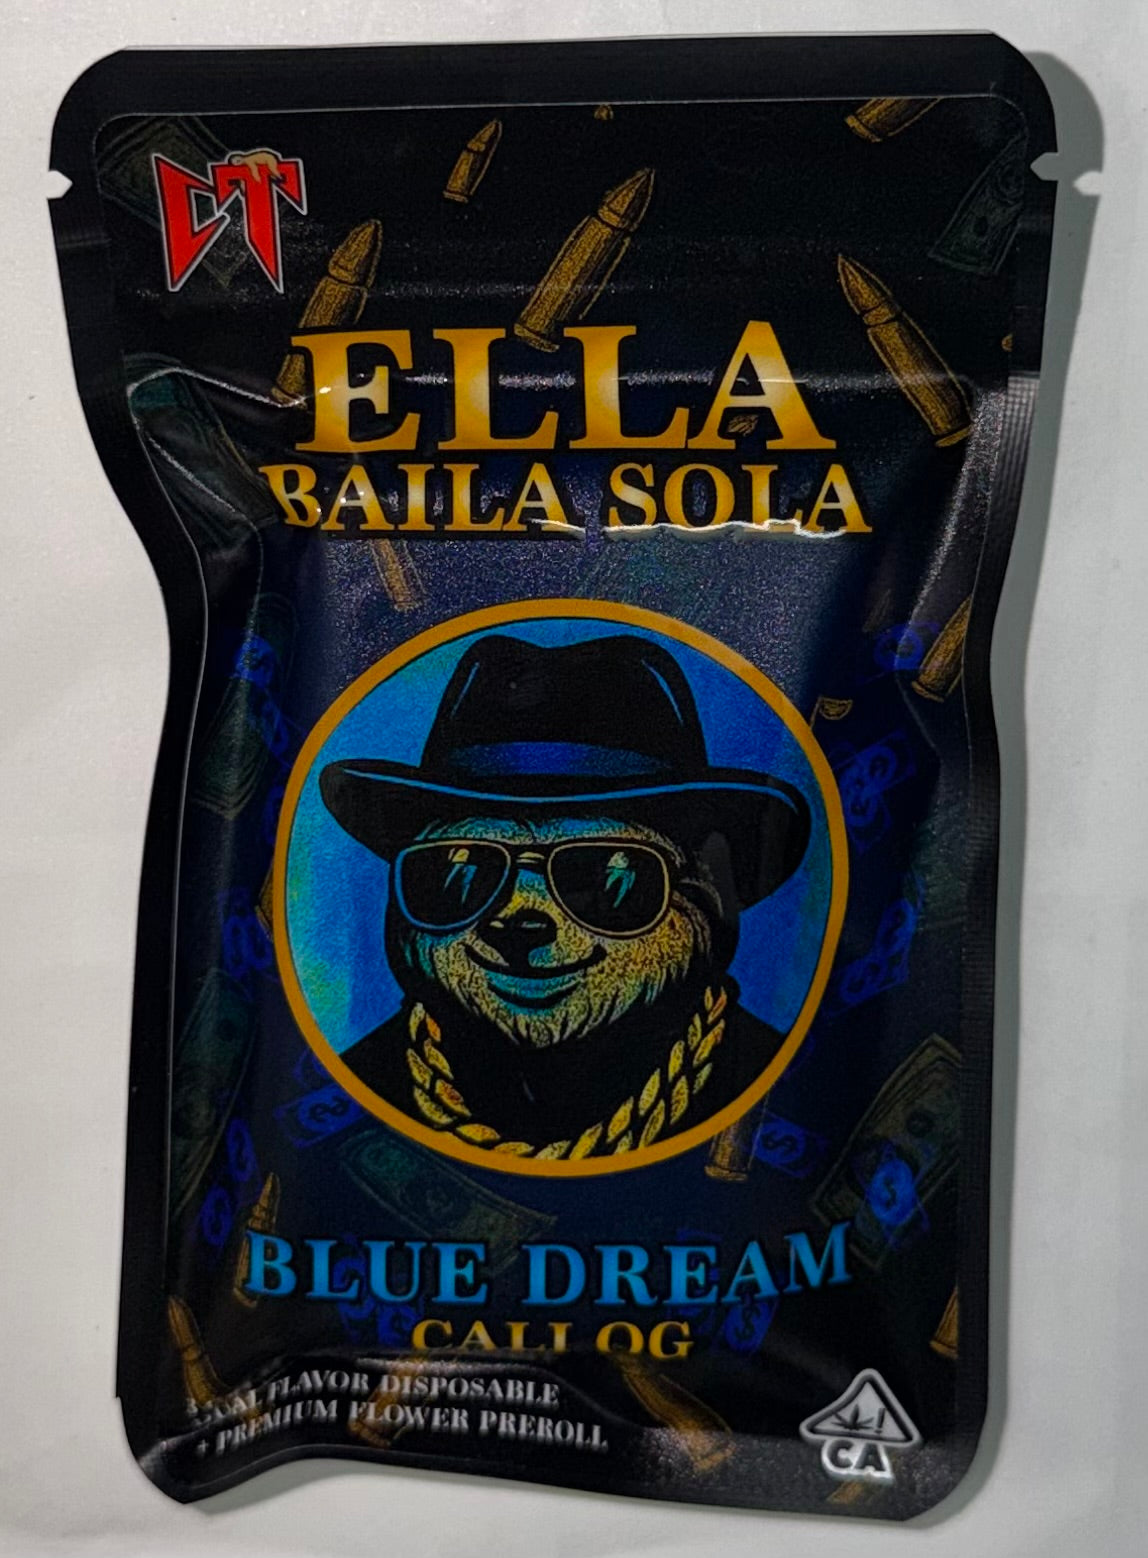 CT
ELLA
BAILA SOLA
BLUE DREAM
CALI OG
FLAVOR DISPOSABLE
+ PREMIUM FLOWER PREROLL
CA